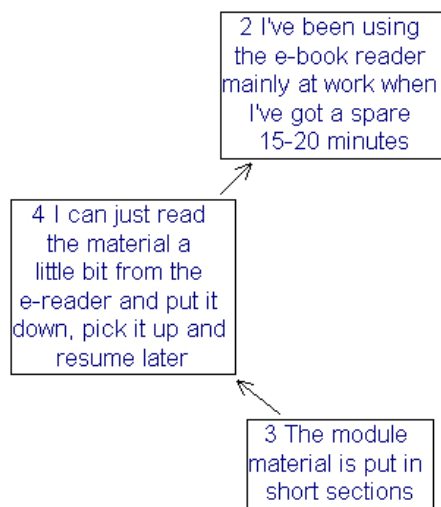 2 I've been using
the e-book reader
mainly at work when
I've got a spare
15-20 minutes
4 I can just read
the material a
little bit from the
e-reader and put it
down, pick it up and
resume later
3 The module
material is put in
short sections